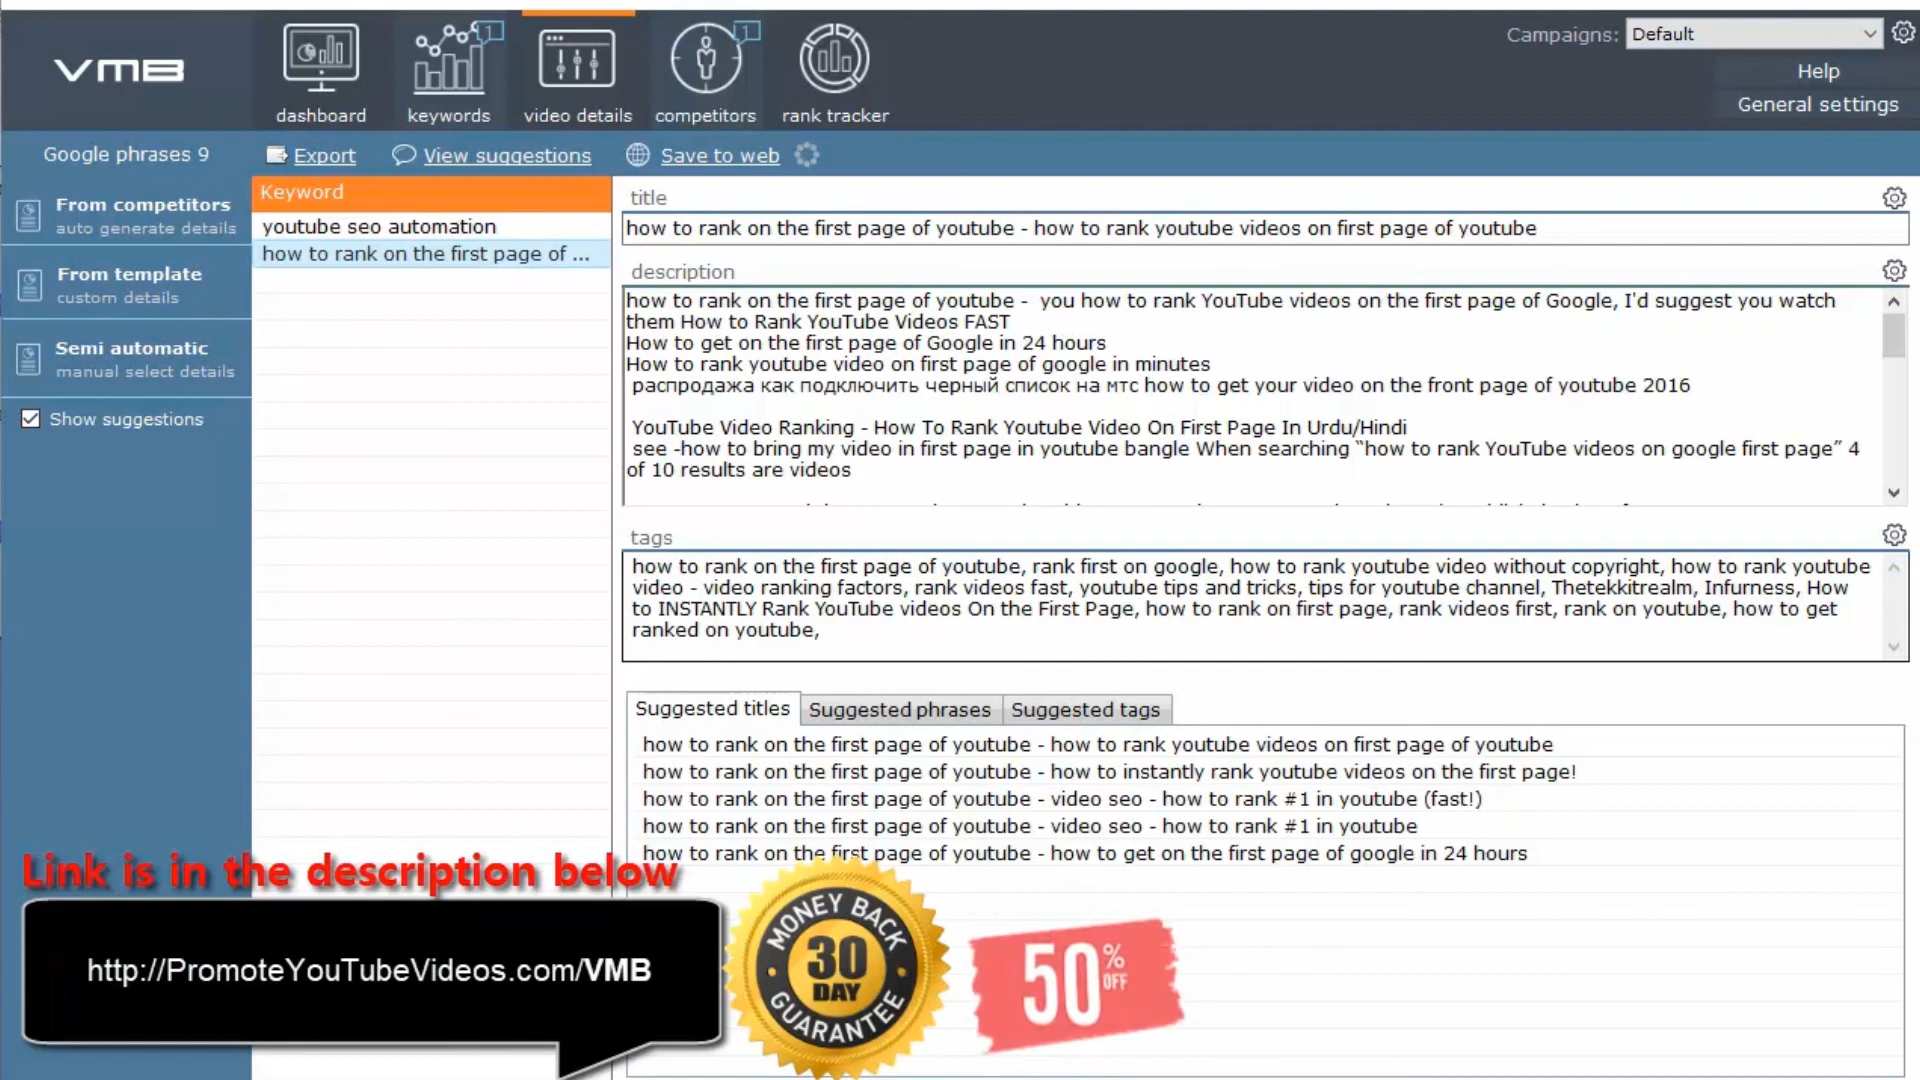 VMB
dashboard
1
keywords
video details
1
competitors
rank tracker
Campaigns:
Default
Help
General settings
Google phrases 9
Export
View suggestions
Save to web
From competitors
auto generate details
From template
custom details
Semi automatic
manual select details
Show suggestions
Keyword
youtube seo automation
how to rank on the first page of ...
title
how to rank on the first page of youtube - how to rank youtube videos on first page of youtube
description
how to rank on the first page of youtube -  you how to rank YouTube videos on the first page of Google, I'd suggest you watch
them How to Rank YouTube Videos FAST
How to get on the first page of Google in 24 hours
How to rank youtube video on first page of google in minutes
распродажа как подключить черный список на мтс how to get your video on the front page of youtube 2016
YouTube Video Ranking - How To Rank Youtube Video On First Page In Urdu/Hindi
see -how to bring my video in first page in youtube bangle When searching “how to rank YouTube videos on google first page” 4
of 10 results are videos
tags
how to rank on the first page of youtube, rank first on google, how to rank youtube video without copyright, how to rank youtube
video - video ranking factors, rank videos fast, youtube tips and tricks, tips for youtube channel, Thetekkitrealm, Infurness, How
to INSTANTLY Rank YouTube videos On the First Page, how to rank on first page, rank videos first, rank on youtube, how to get
ranked on youtube,
Suggested titles
Suggested phrases
Suggested tags
how to rank on the first page of youtube - how to rank youtube videos on first page of youtube
how to rank on the first page of youtube - how to instantly rank youtube videos on the first page!
how to rank on the first page of youtube - video seo - how to rank #1 in youtube (fast!)
how to rank on the first page of youtube - video seo - how to rank #1 in youtube
how to rank on the first page of youtube - how to get on the first page of google in 24 hours
Link is in the description below
http://PromoteYouTubeVideos.com/VMB
MONEY BACK
30
DAY
GUARANTEE
50% OFF